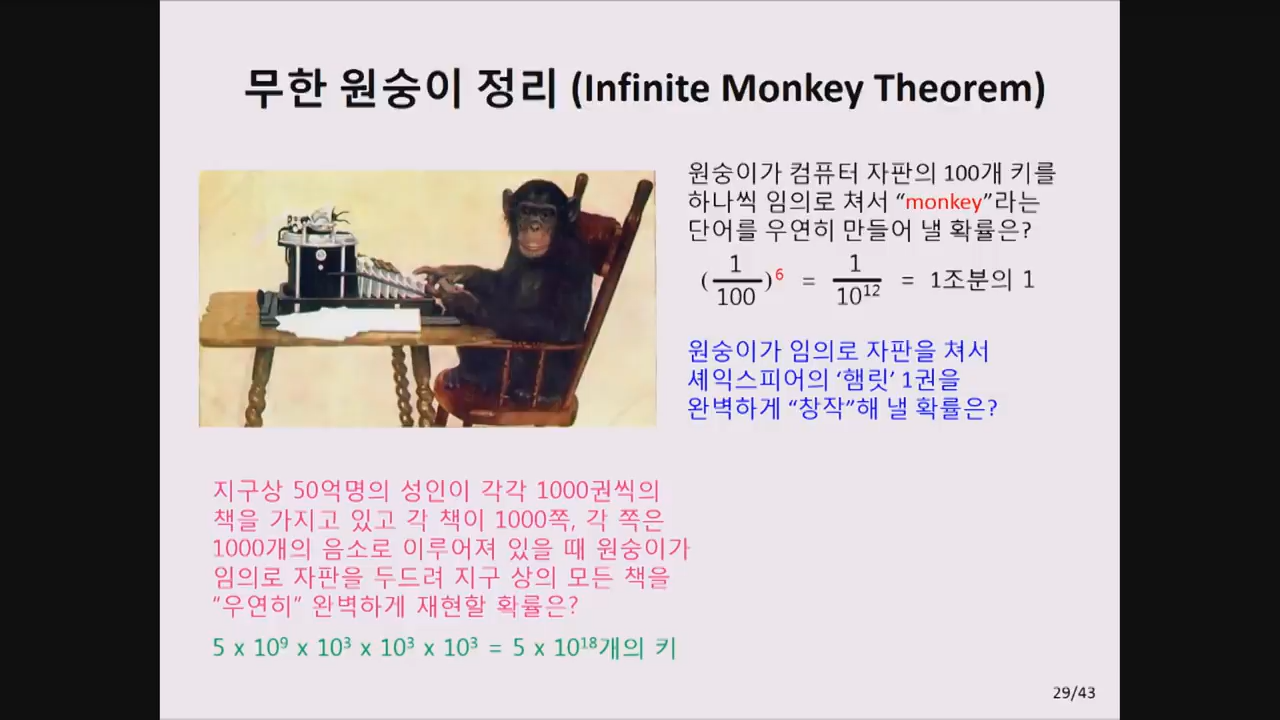 무한 원숭이 정리 (Infinite Monkey Theorem)
원숭이가 컴퓨터 자판의 100개 키를
하나씩 임의로 쳐서 “monkey”라는
단어를 우연히 만들어 낼 확률은?
(1/100)⁶ = 1/10¹² = 1조분의 1
원숭이가 임의로 자판을 쳐서
셰익스피어의 ‘햄릿’ 1권을
완벽하게 “창작”해 낼 확률은?
지구상 50억명의 성인이 각각 1000권씩의
책을 가지고 있고 각 책이 1000쪽, 각 쪽은
1000개의 음소로 이루어져 있을 때 원숭이가
임의로 자판을 두드려 지구 상의 모든 책을
“우연히” 완벽하게 재현할 확률은?
5 x 10⁹ x 10³ x 10³ x 10³ = 5 x 10¹⁸개의 키
29/43